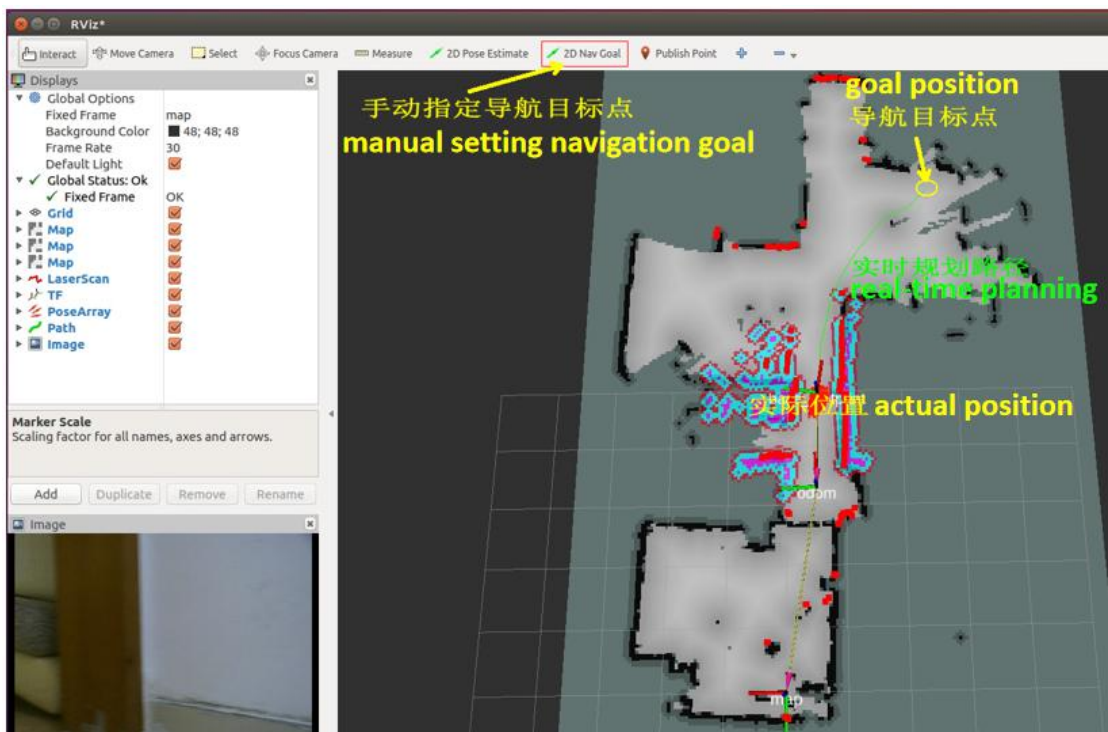 RViz*
Interact Move Camera Select Focus Camera Measure 2D Pose Estimate 2D Nav Goal Publish Point
Displays
Global Options
Fixed Frame map
Background Color 48; 48; 48
Frame Rate 30
Default Light
Global Status: Ok
Fixed Frame OK
Grid
Map
Map
Map
LaserScan
TF
PoseArray
Path
Image
Marker Scale
Scaling factor for all names, axes and arrows.
Add Duplicate Remove Rename
Image
手动指定导航目标点
manual setting navigation goal
goal position
导航目标点
实时规划路径
real-time planning
实际位置 actual position
odom
map